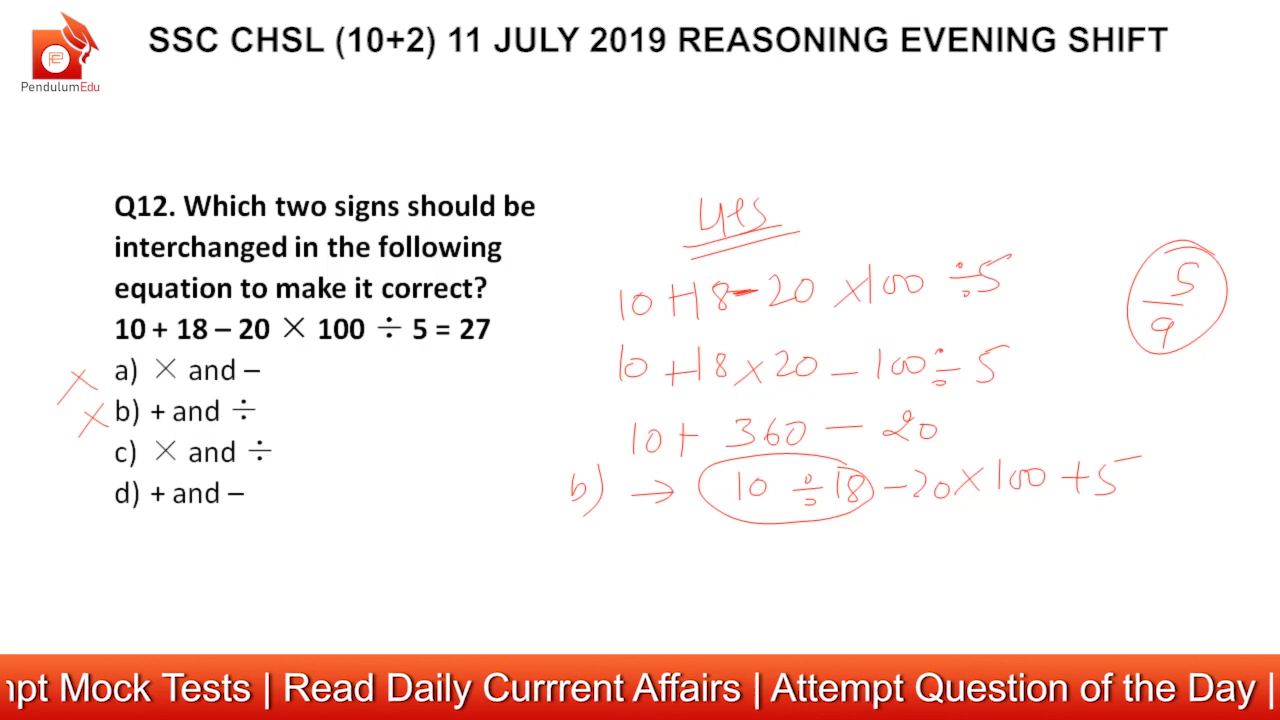 SSC CHSL (10+2) 11 JULY 2019 REASONING EVENING SHIFT
PendulumEdu
Q12. Which two signs should be
interchanged in the following
equation to make it correct?
10 + 18 – 20 × 100 ÷ 5 = 27
a) × and –
b) + and ÷
c) × and ÷
d) + and –
yes
10 + 18 - 20 × 100 ÷ 5
10 + 18 × 20 - 100 ÷ 5
10 + 360 - 20
b) → 10 ÷ 18 - 20 × 100 + 5
5
9
npt Mock Tests | Read Daily Currrent Affairs | Attempt Question of the Day |